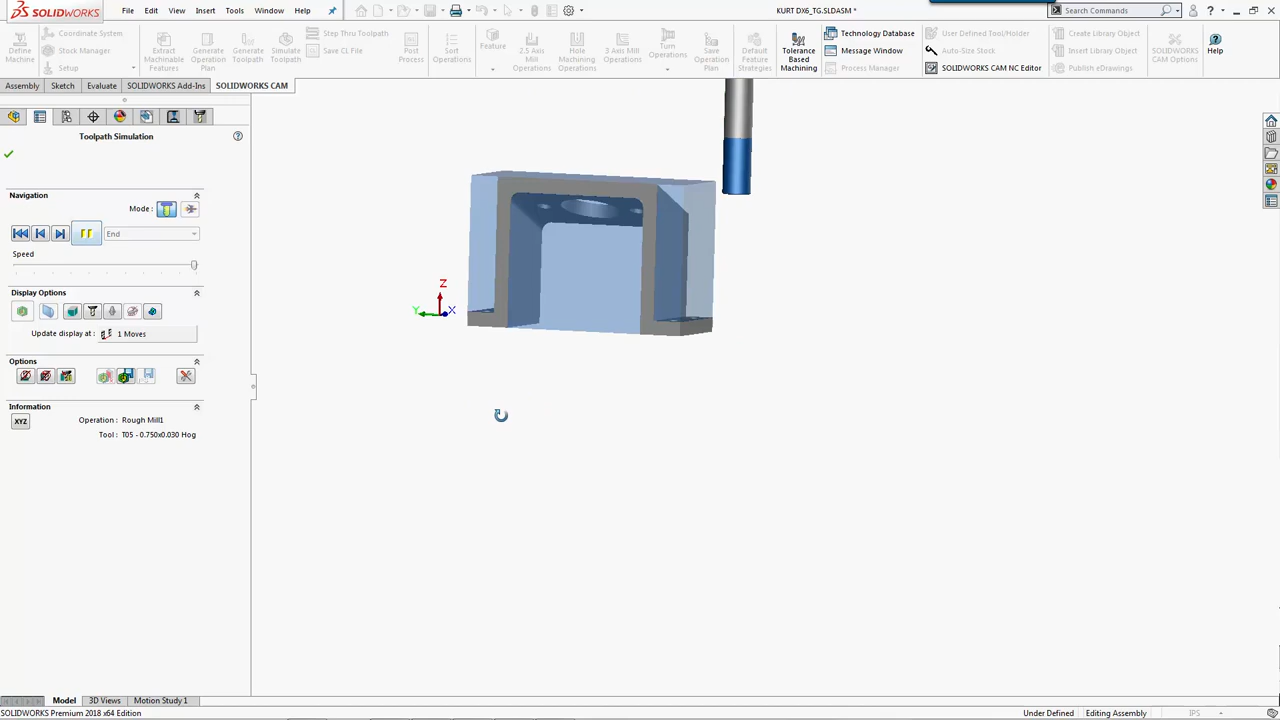 SOLIDWORKS File Edit View Insert Tools Window Help KURT DX6_TG.SLDASM * Search Commands ?
Define Machine
Coordinate System
Stock Manager
Setup
Extract Machinable Features
Generate Operation Plan
Generate Toolpath
Simulate Toolpath
Step Thru Toolpath
Save CL File
Post Process
Sort Operations
Feature
2.5 Axis Mill Operations
Hole Machining Operations
3 Axis Mill Operations
Turn Operations
Save Operation Plan
Default Feature Strategies
Tolerance Based Machining
Technology Database
Message Window
Process Manager
User Defined Tool/Holder
Auto-Size Stock
SOLIDWORKS CAM NC Editor
Create Library Object
Insert Library Object
Publish eDrawings
SOLIDWORKS CAM Options
Help
Assembly Sketch Evaluate SOLIDWORKS Add-Ins SOLIDWORKS CAM
Toolpath Simulation ?
Navigation
Mode:
End
Speed
Display Options
Update display at: 1 Moves
Options
Information
XYZ
Operation: Rough Mill1
Tool: T05 - 0.750x0.030 Hog
Z
Y X
Model 3D Views Motion Study 1
SOLIDWORKS Premium 2018 x64 Edition Under Defined Editing Assembly IPS -